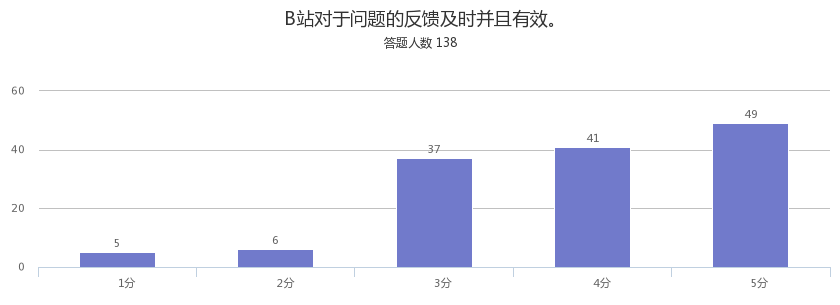 B站对于问题的反馈及时并且有效。
答题人数 138
60
40
20
0
5
6
37
41
49
1分
2分
3分
4分
5分